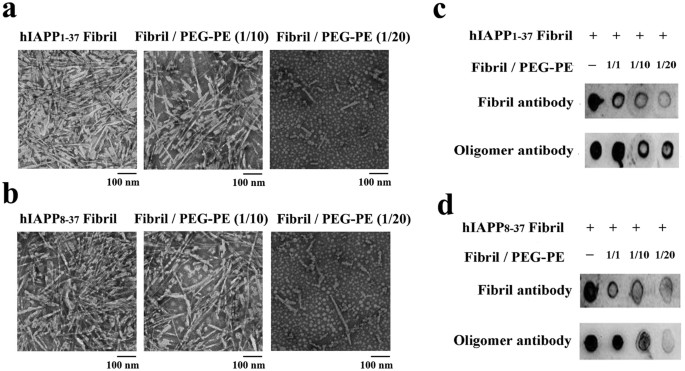 a
hIAPP1-37 Fibril Fibril / PEG-PE (1/10) Fibril / PEG-PE (1/20)
100 nm 100 nm 100 nm
b
hIAPP8-37 Fibril Fibril / PEG-PE (1/10) Fibril / PEG-PE (1/20)
100 nm 100 nm 100 nm
c
hIAPP1-37 Fibril + + + +
Fibril / PEG-PE − 1/1 1/10 1/20
Fibril antibody
Oligomer antibody
d
hIAPP8-37 Fibril + + + +
Fibril / PEG-PE − 1/1 1/10 1/20
Fibril antibody
Oligomer antibody